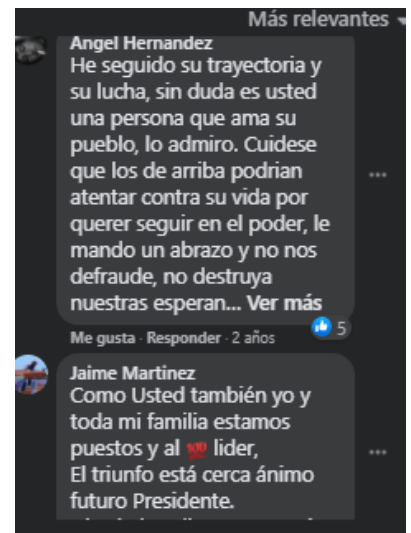 Más relevantes
Angel Hernandez
He seguido su trayectoria y
su lucha, sin duda es usted
una persona que ama su
pueblo, lo admiro. Cuidese
que los de arriba podrian
atentar contra su vida por
querer seguir en el poder, le
mando un abrazo y no nos
defraude, no destruya
nuestras esperan... Ver más
5
Me gusta · Responder · 2 años
Jaime Martinez
Como Usted también yo y
toda mi familia estamos
puestos y al 💯 lider,
El triunfo está cerca ánimo
futuro Presidente.